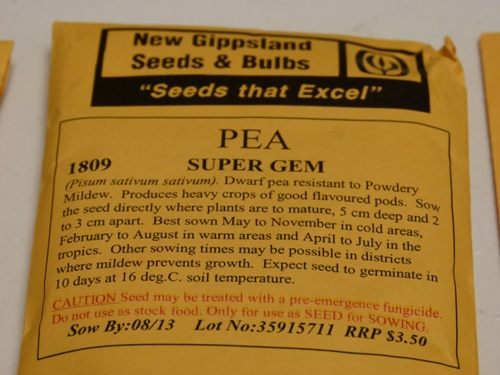 New Gippsland
Seeds & Bulbs
"Seeds that Excel"
PEA
1809 SUPER GEM
(Pisum sativum sativum). Dwarf pea resistant to Powdery
Mildew. Produces heavy crops of good flavoured pods. Sow
the seed directly where plants are to mature, 5 cm deep and 2
to 3 cm apart. Best sown May to November in cold areas,
February to August in warm areas and April to July in the
tropics. Other sowing times may be possible in districts
where mildew prevents growth. Expect seed to germinate in
10 days at 16 deg.C. soil temperature.
CAUTION Seed may be treated with a pre-emergence fungicide.
Do not use as stock food. Only for use as SEED for SOWING.
Sow By:08/13 Lot No:35915711 RRP $3.50